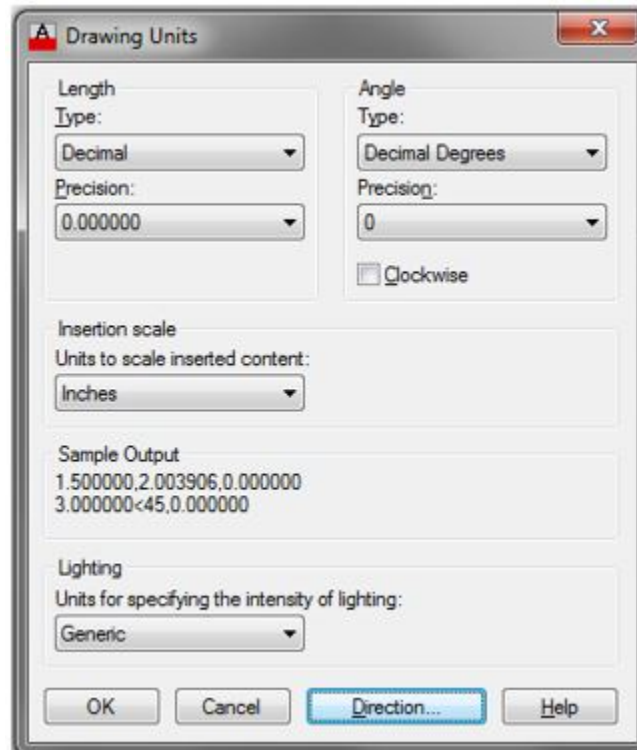 A Drawing Units
Length
Type:
Decimal
Precision:
0.000000
Angle
Type:
Decimal Degrees
Precision:
0
Clockwise
Insertion scale
Units to scale inserted content:
Inches
Sample Output
1.500000,2.003906,0.000000
3.000000<45,0.000000
Lighting
Units for specifying the intensity of lighting:
Generic
OK Cancel Direction... Help